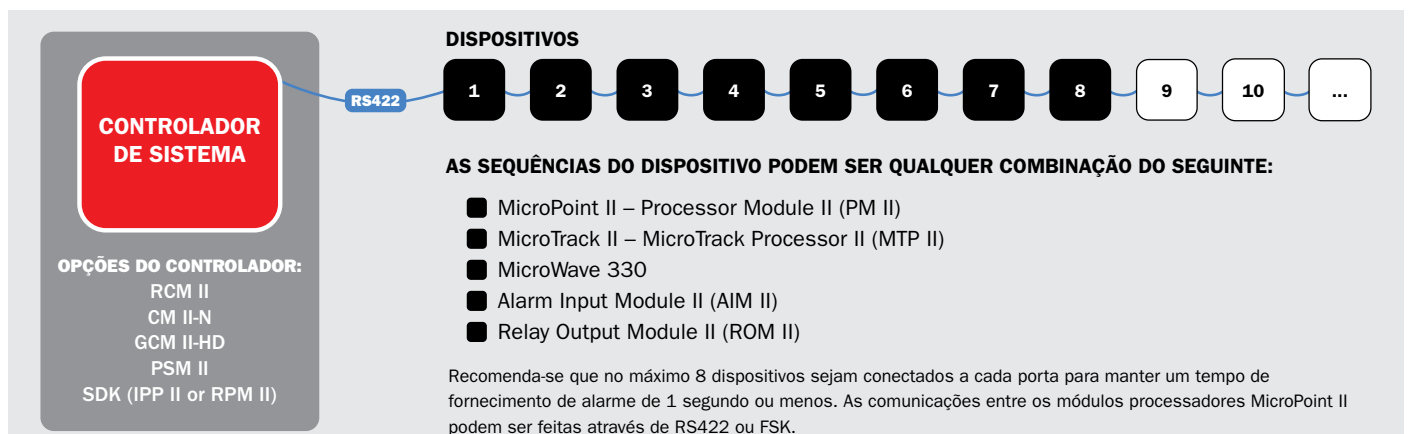 CONTROLADOR
DE SISTEMA
OPÇÕES DO CONTROLADOR:
RCM II
CM II-N
GCM II-HD
PSM II
SDK (IPP II or RPM II)
RS422
DISPOSITIVOS
1 2 3 4 5 6 7 8 9 10 ...
AS SEQUÊNCIAS DO DISPOSITIVO PODEM SER QUALQUER COMBINAÇÃO DO SEGUINTE:
MicroPoint II – Processor Module II (PM II)
MicroTrack II – MicroTrack Processor II (MTP II)
MicroWave 330
Alarm Input Module II (AIM II)
Relay Output Module II (ROM II)
Recomenda-se que no máximo 8 dispositivos sejam conectados a cada porta para manter um tempo de
fornecimento de alarme de 1 segundo ou menos. As comunicações entre os módulos processadores MicroPoint II
podem ser feitas através de RS422 ou FSK.